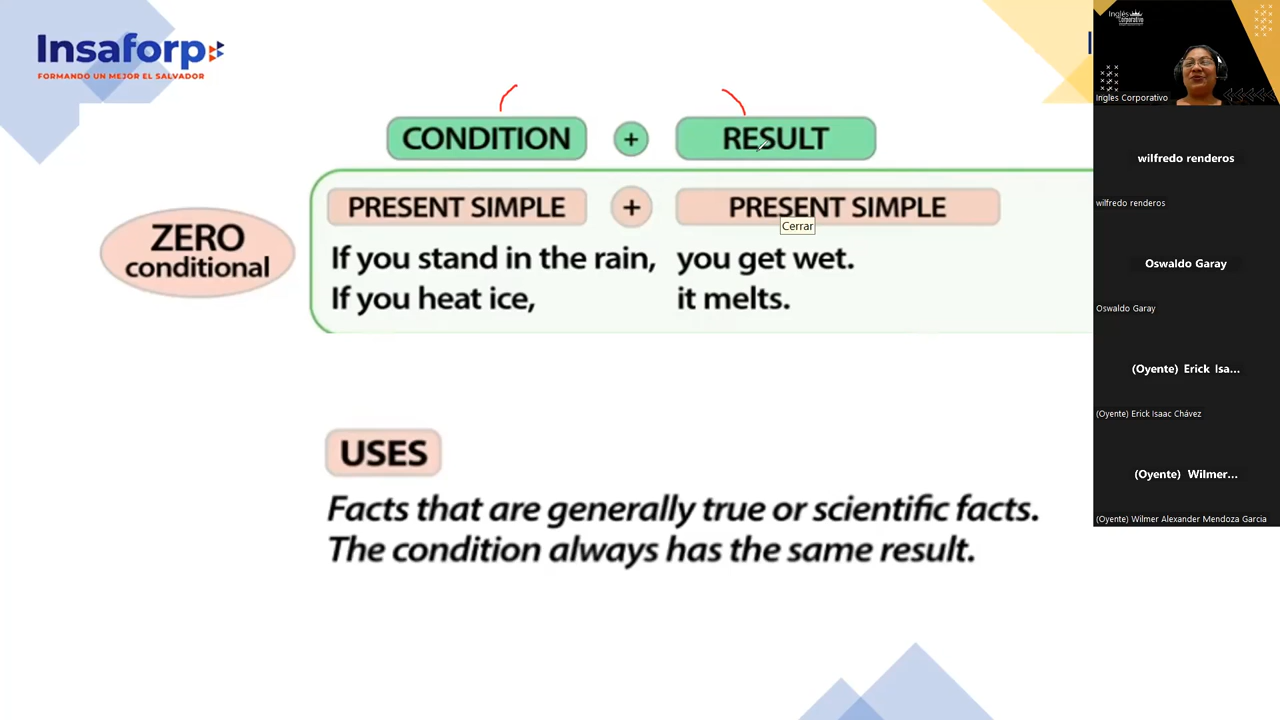 Insaforp
FORMANDO UN MEJOR EL SALVADOR
CONDITION + RESULT
PRESENT SIMPLE + PRESENT SIMPLE
Cerrar
ZERO
conditional
If you stand in the rain, you get wet.
If you heat ice, it melts.
USES
Facts that are generally true or scientific facts.
The condition always has the same result.
Inglés
Corporativo
Ingles Corporativo
wilfredo renderos
wilfredo renderos
Oswaldo Garay
Oswaldo Garay
(Oyente) Erick Isa...
(Oyente) Erick Isaac Chávez
(Oyente) Wilmer...
(Oyente) Wilmer Alexander Mendoza Garcia